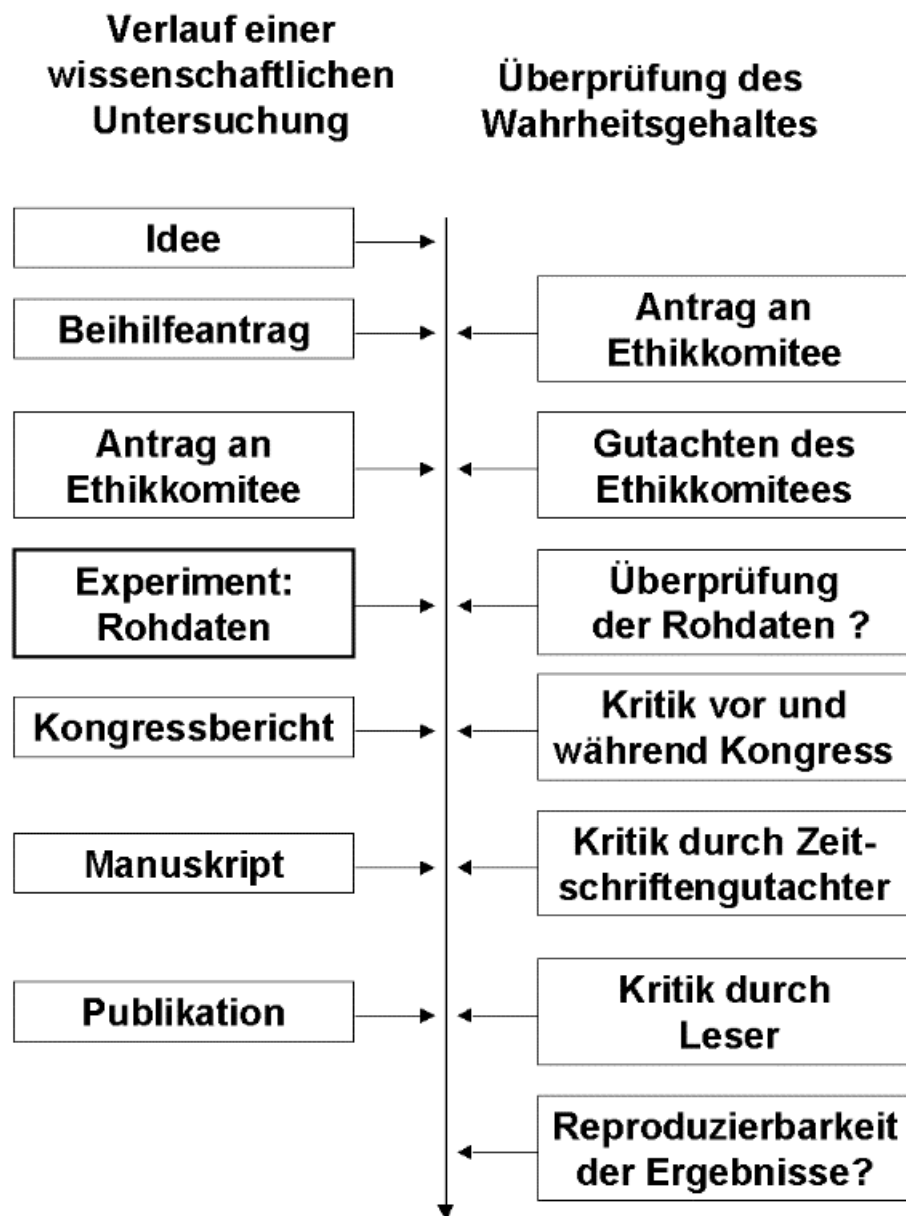 Verlauf einer
wissenschaftlichen
Untersuchung
Überprüfung des
Wahrheitsgehaltes
Idee
Beihilfeantrag
Antrag an
Ethikkomitee
Antrag an
Ethikkomitee
Gutachten des
Ethikkomitees
Experiment:
Rohdaten
Überprüfung
der Rohdaten ?
Kongressbericht
Kritik vor und
während Kongress
Manuskript
Kritik durch Zeit-
schriftengutachter
Publikation
Kritik durch
Leser
Reproduzierbarkeit
der Ergebnisse?